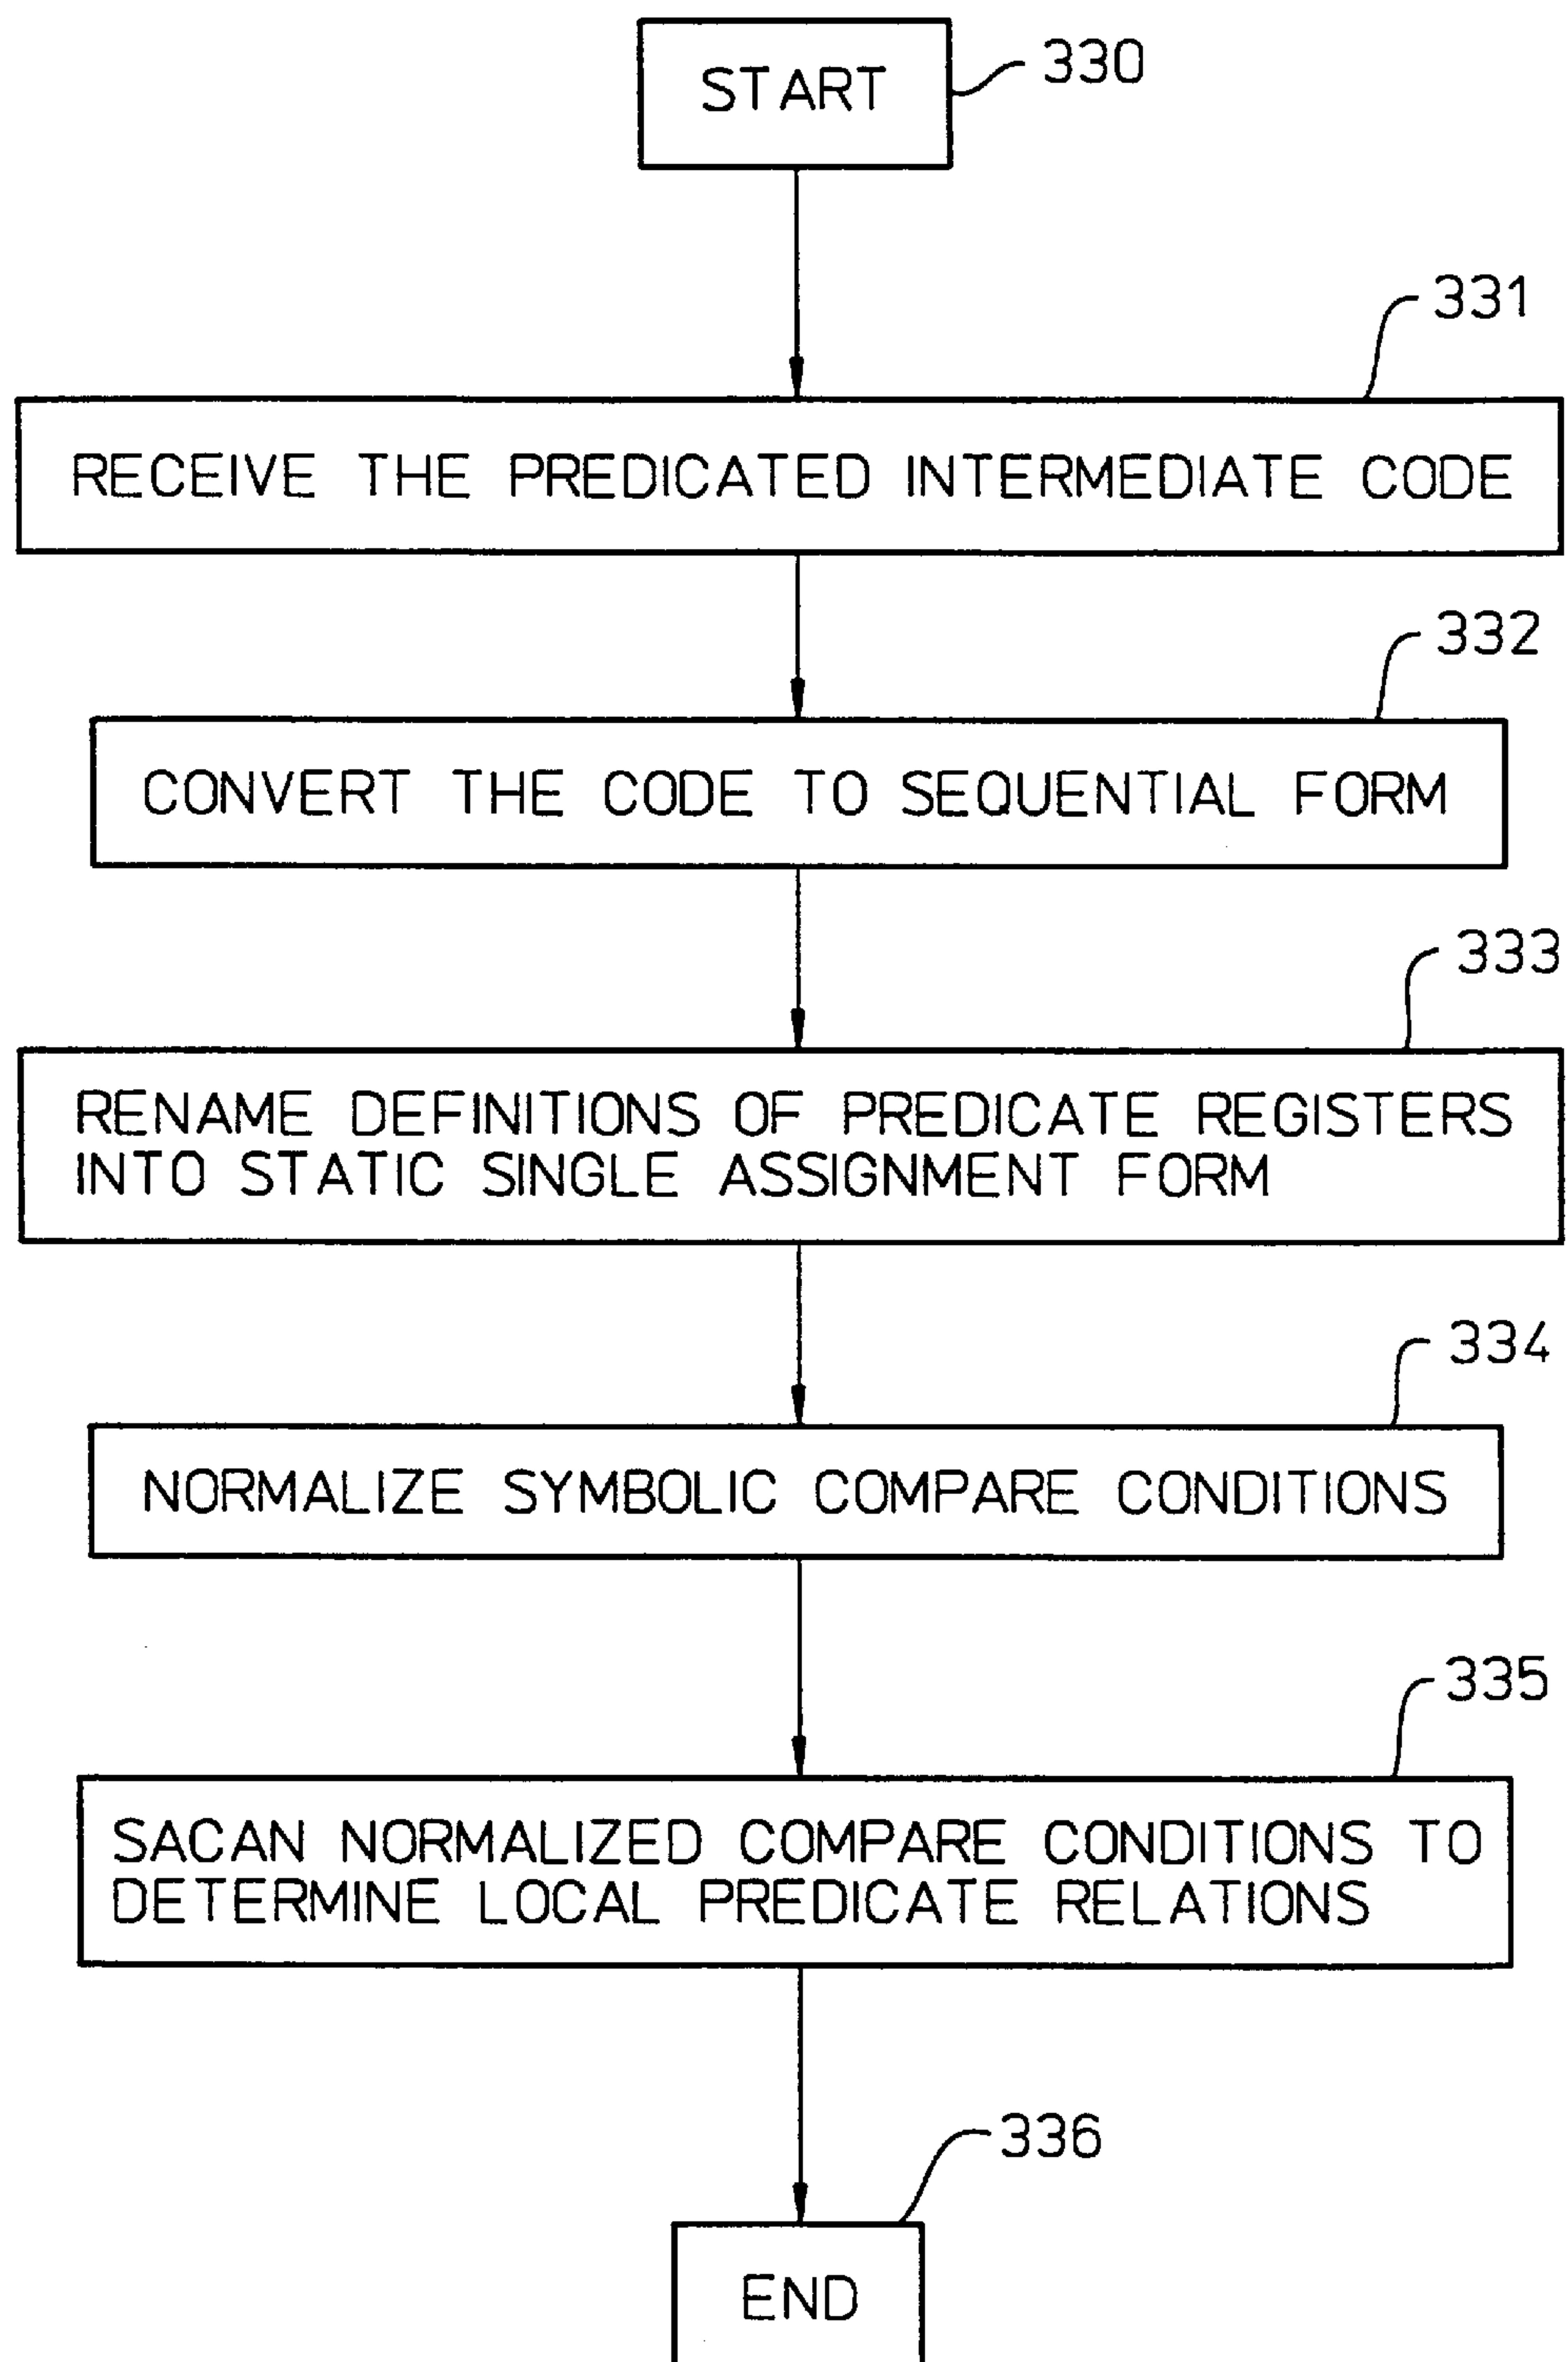 START
330
331
RECEIVE THE PREDICATED INTERMEDIATE CODE
332
CONVERT THE CODE TO SEQUENTIAL FORM
333
RENAME DEFINITIONS OF PREDICATE REGISTERS
INTO STATIC SINGLE ASSIGNMENT FORM
334
NORMALIZE SYMBOLIC COMPARE CONDITIONS
335
SACAN NORMALIZED COMPARE CONDITIONS TO
DETERMINE LOCAL PREDICATE RELATIONS
336
END